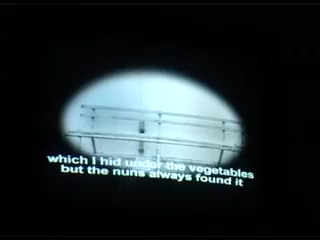 which I hid under the vegetables
but the nuns always found it